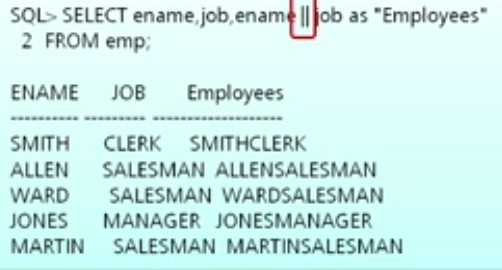 SQL> SELECT ename,job,ename || job as "Employees"
2 FROM emp;
ENAME JOB Employees
---------- --------- -------------------
SMITH CLERK SMITHCLERK
ALLEN SALESMAN ALLENSALESMAN
WARD SALESMAN WARDSALESMAN
JONES MANAGER JONESMANAGER
MARTIN SALESMAN MARTINSALESMAN